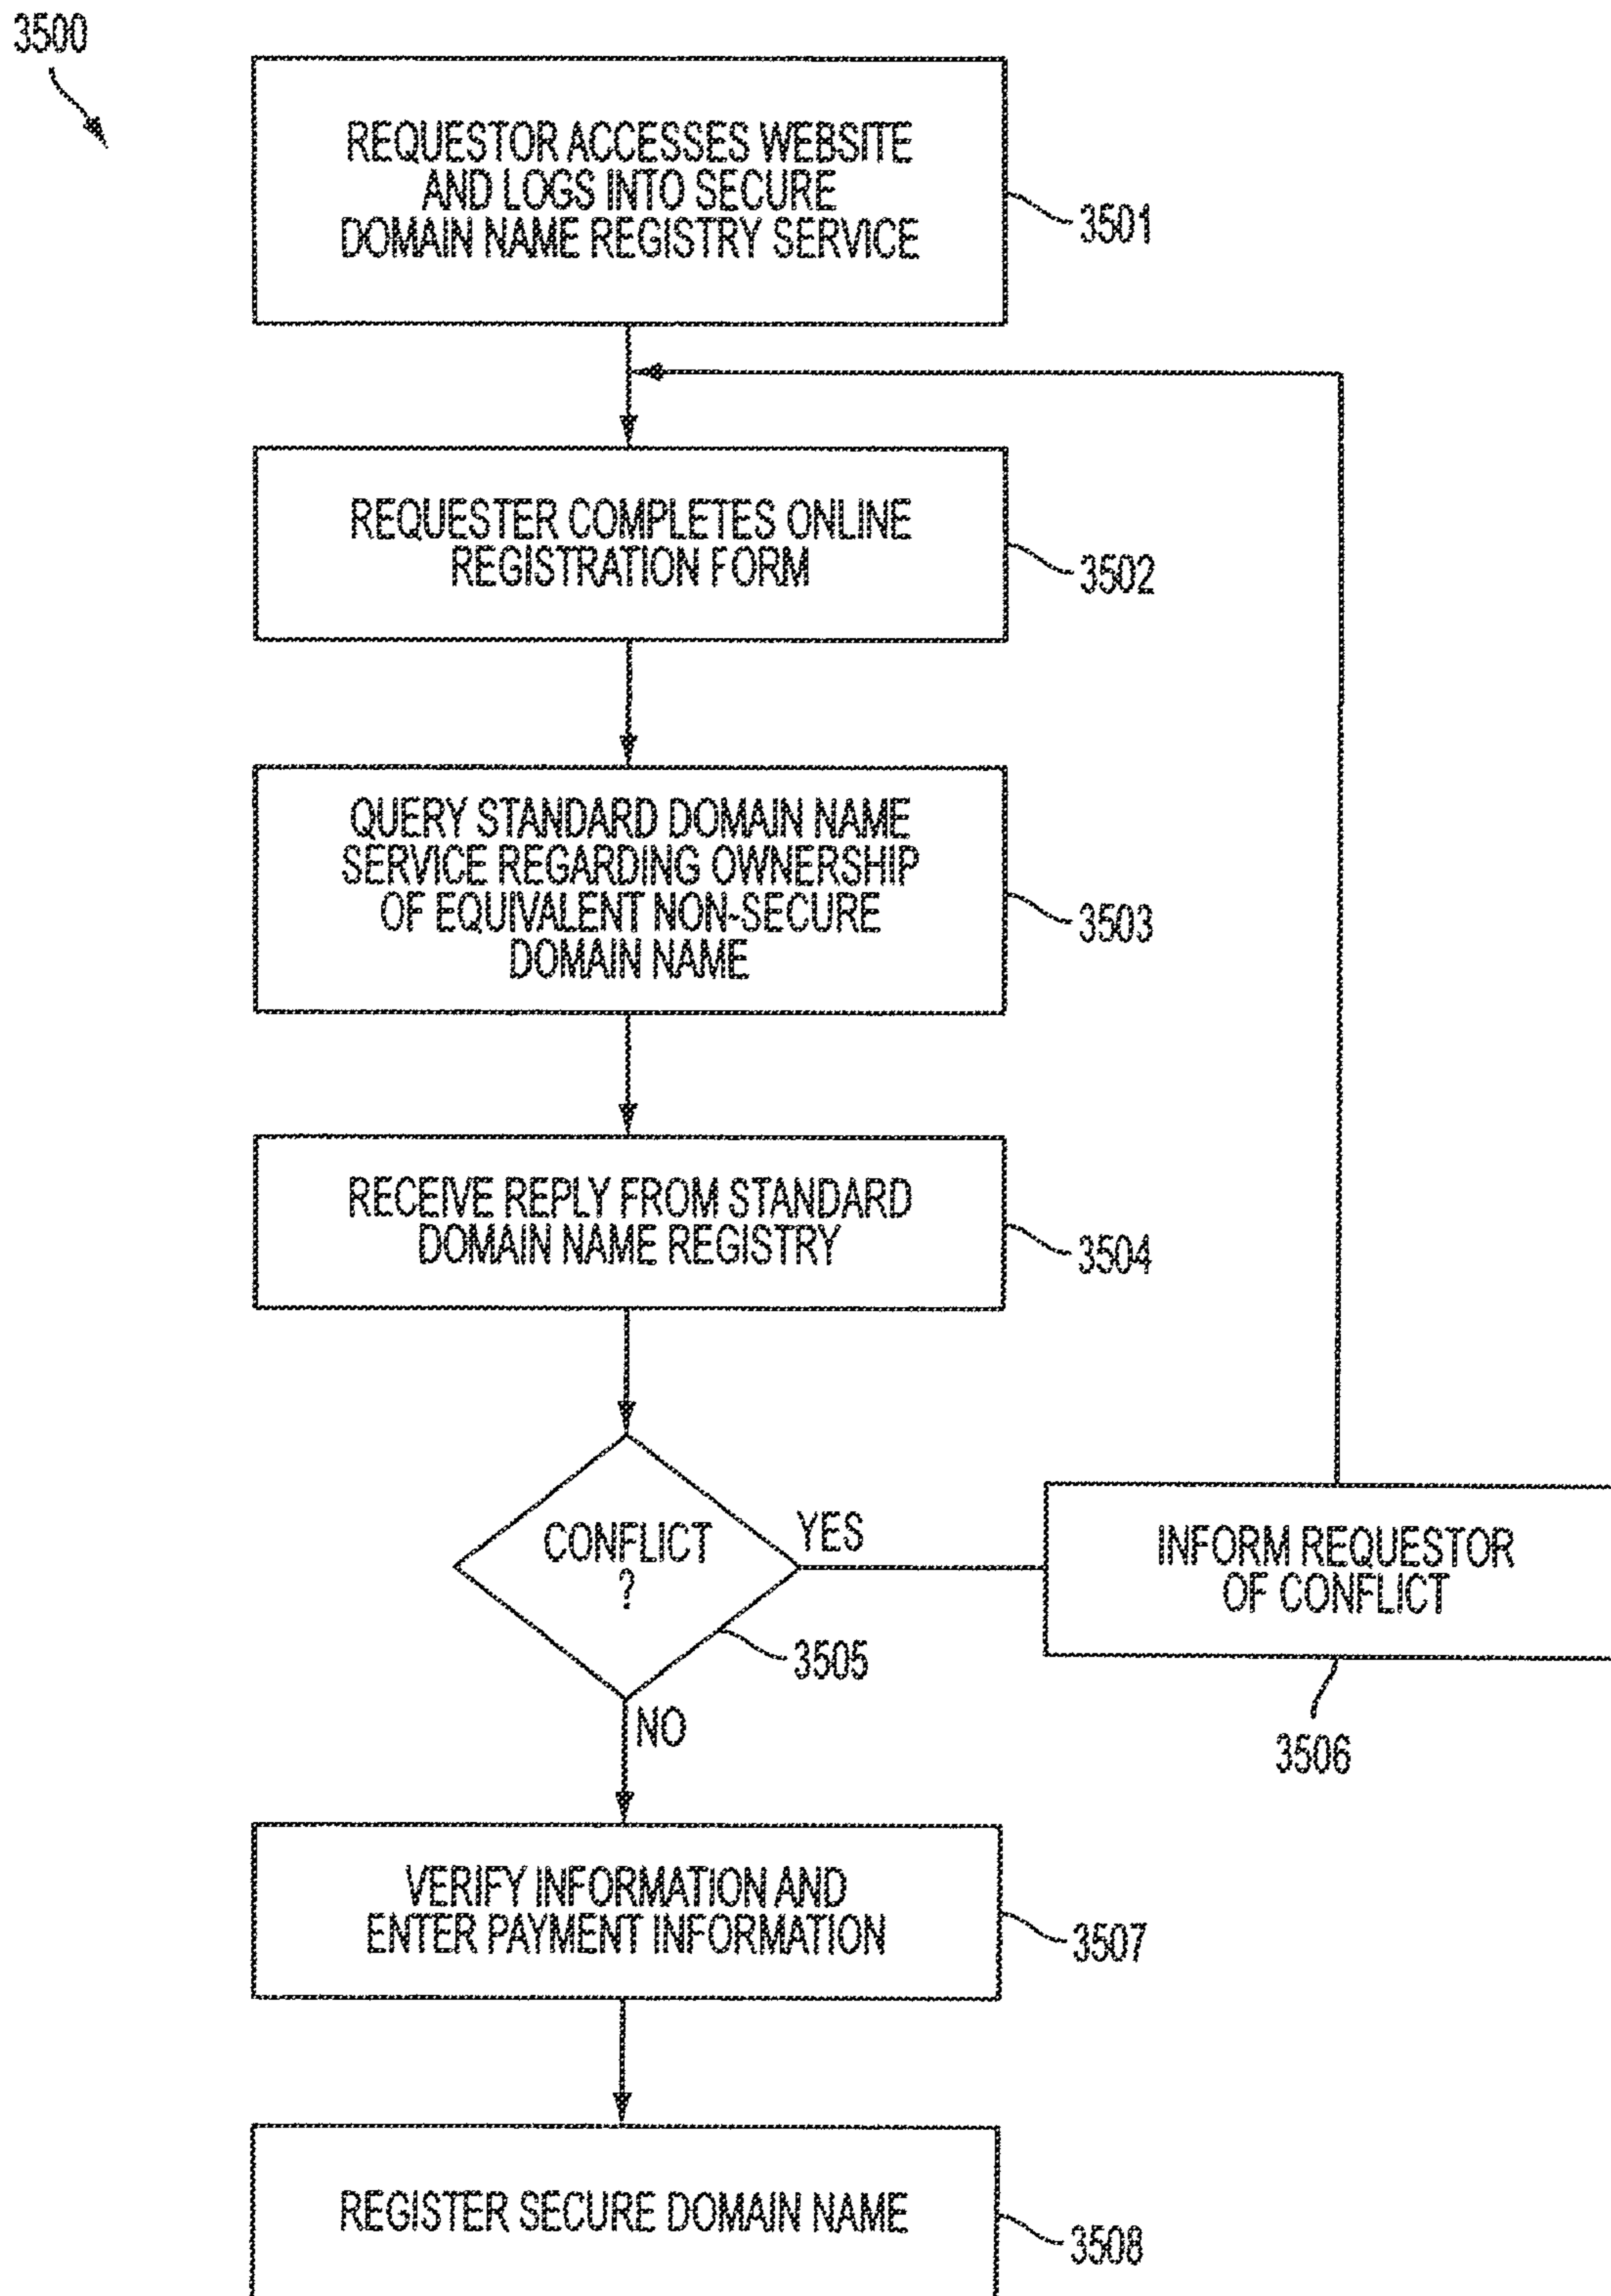 3500
REQUESTOR ACCESSES WEBSITE
AND LOGS INTO SECURE
DOMAIN NAME REGISTRY SERVICE
3501
REQUESTER COMPLETES ONLINE
REGISTRATION FORM
3502
QUERY STANDARD DOMAIN NAME
SERVICE REGARDING OWNERSHIP
OF EQUIVALENT NON-SECURE
DOMAIN NAME
3503
RECEIVE REPLY FROM STANDARD
DOMAIN NAME REGISTRY
3504
CONFLICT
?
YES
3505
NO
INFORM REQUESTOR
OF CONFLICT
3506
VERIFY INFORMATION AND
ENTER PAYMENT INFORMATION
3507
REGISTER SECURE DOMAIN NAME
3508